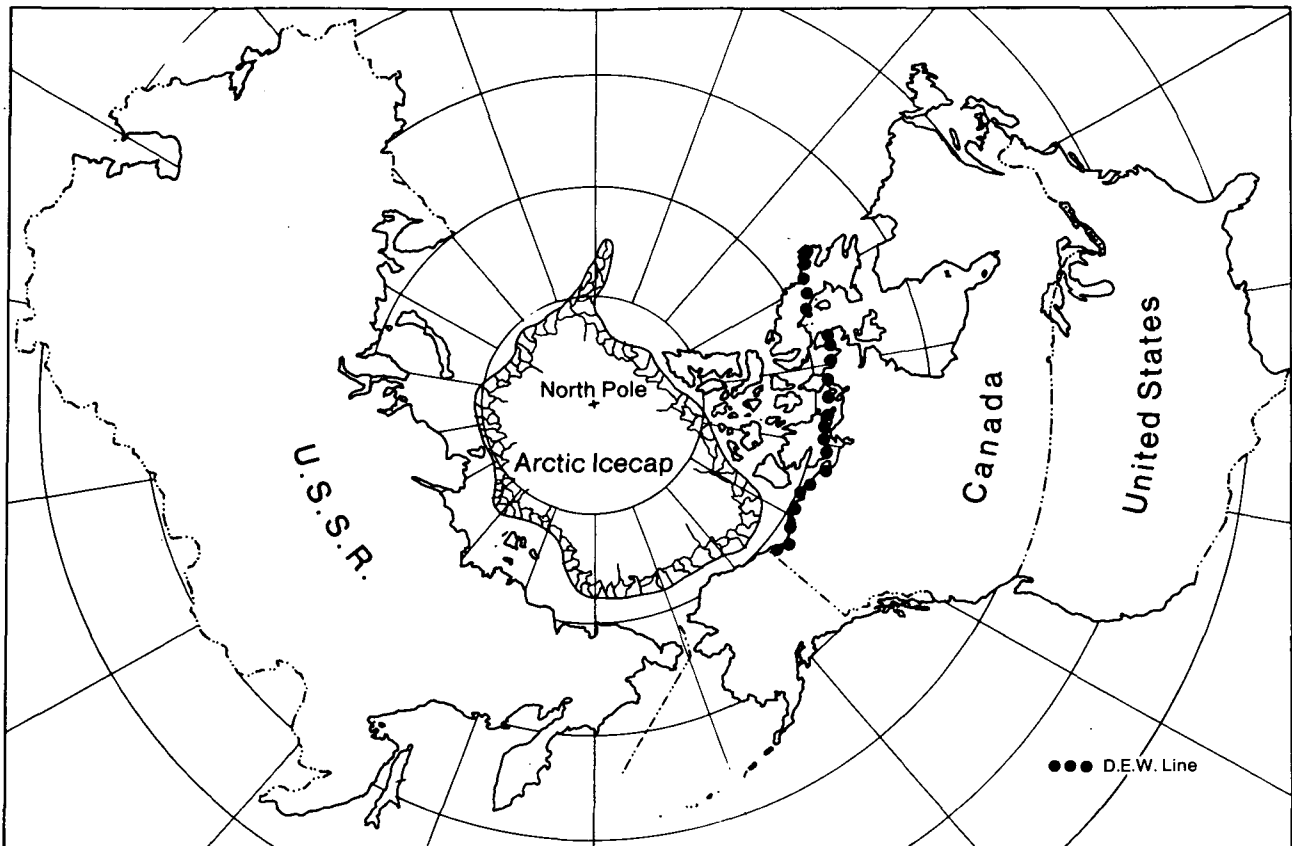 North Pole
Arctic Icecap
U.S.S.R.
Canada
United States
D.E.W. Line